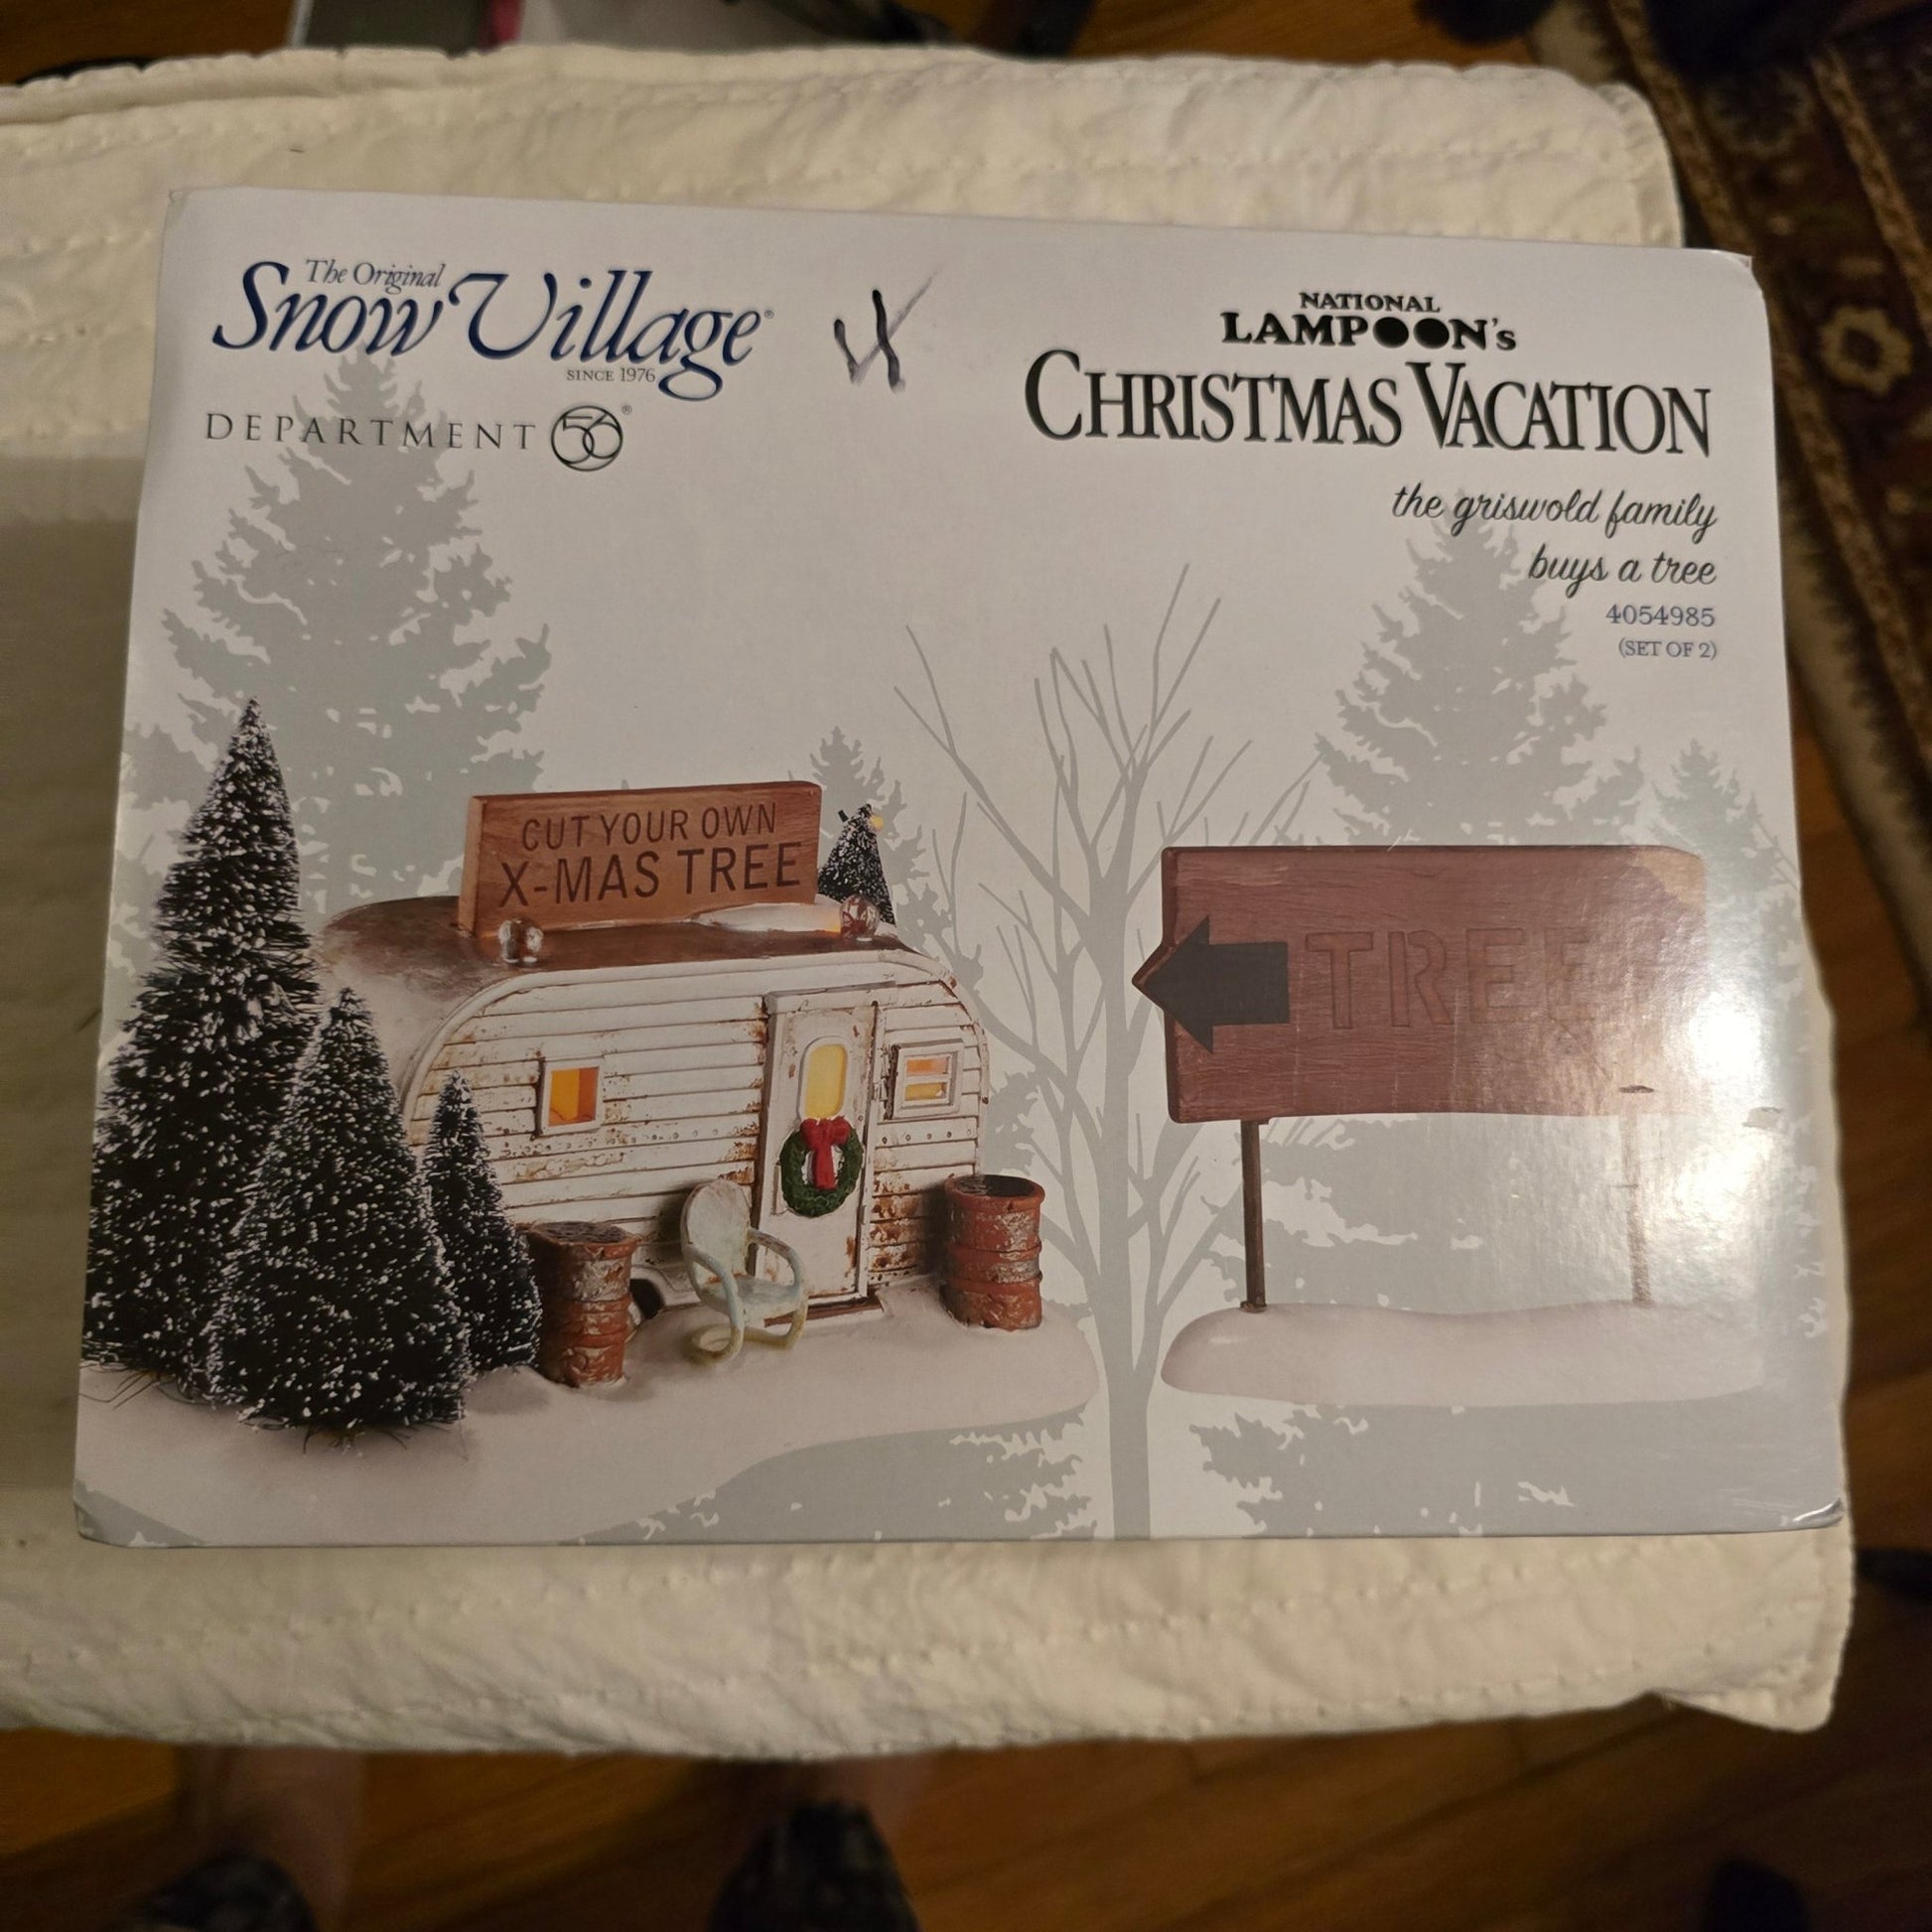 The Original
Snow Village®
SINCE 1976
DEPARTMENT 56®
4
NATIONAL
LAMPOON's
CHRISTMAS VACATION
the griswold family
buys a tree
4054985
(SET OF 2)
CUT YOUR OWN
X-MAS TREE
TREE